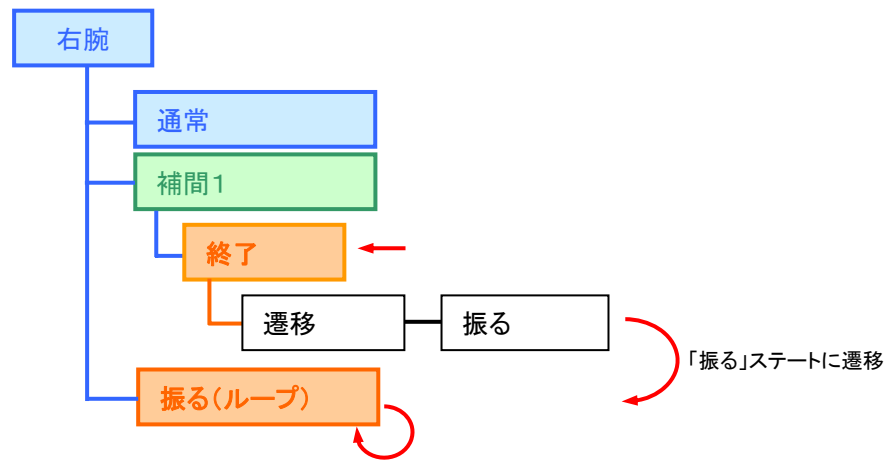 右腕
通常
補間１
終了
遷移
振る
「振る」ステートに遷移
振る（ループ）